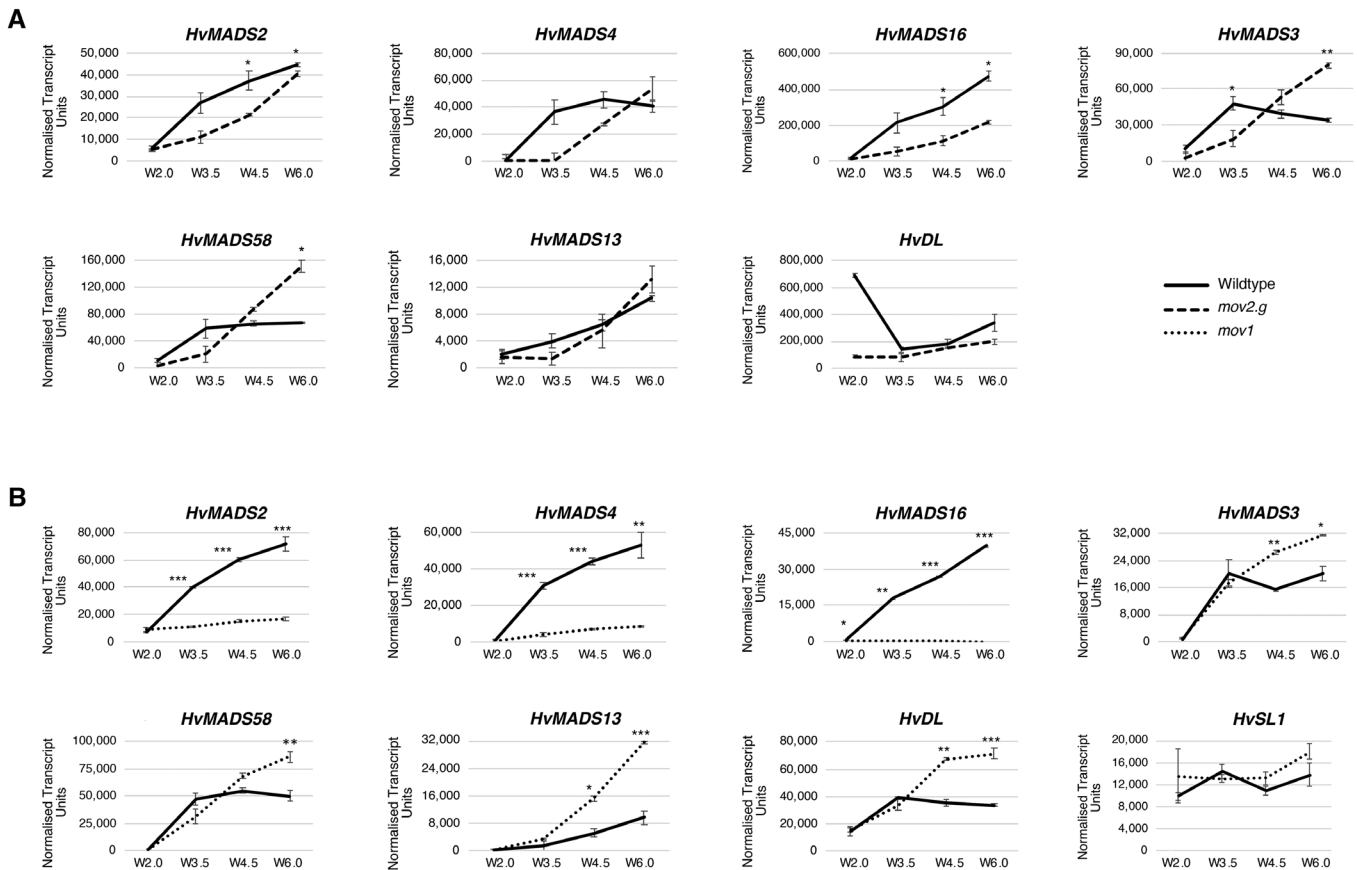 A
HvMADS2
Normalised Transcript
Units
50,000
40,000
30,000
20,000
10,000
0
* *
W2.0 W3.5 W4.5 W6.0
HvMADS4
Normalised Transcript
Units
80,000
60,000
40,000
20,000
0
W2.0 W3.5 W4.5 W6.0
HvMADS16
Normalised Transcript
Units
600,000
400,000
200,000
0
* *
W2.0 W3.5 W4.5 W6.0
HvMADS3
Normalised Transcript
Units
90,000
60,000
30,000
0
* **
W2.0 W3.5 W4.5 W6.0
HvMADS58
Normalised Transcript
Units
160,000
120,000
80,000
40,000
0
*
W2.0 W3.5 W4.5 W6.0
HvMADS13
Normalised Transcript
Units
16,000
12,000
8,000
4,000
0
W2.0 W3.5 W4.5 W6.0
HvDL
Normalised Transcript
Units
800,000
600,000
400,000
200,000
0
W2.0 W3.5 W4.5 W6.0
Wildtype
mov2.g
mov1
B
HvMADS2
Normalised Transcript
Units
80,000
60,000
40,000
20,000
0
*** *** ***
W2.0 W3.5 W4.5 W6.0
HvMADS4
Normalised Transcript
Units
60,000
40,000
20,000
0
*** *** **
W2.0 W3.5 W4.5 W6.0
HvMADS16
Normalised Transcript
Units
45,000
30,000
15,000
0
* ** *** ***
W2.0 W3.5 W4.5 W6.0
HvMADS3
Normalised Transcript
Units
32,000
24,000
16,000
8,000
0
** *
W2.0 W3.5 W4.5 W6.0
HvMADS58
Normalised Transcript
Units
100,000
75,000
50,000
25,000
0
**
W2.0 W3.5 W4.5 W6.0
HvMADS13
Normalised Transcript
Units
32,000
24,000
16,000
8,000
0
* ***
W2.0 W3.5 W4.5 W6.0
HvDL
Normalised Transcript
Units
80,000
60,000
40,000
20,000
0
** ***
W2.0 W3.5 W4.5 W6.0
HvSL1
Normalised Transcript
Units
20,000
16,000
12,000
8,000
4,000
0
W2.0 W3.5 W4.5 W6.0